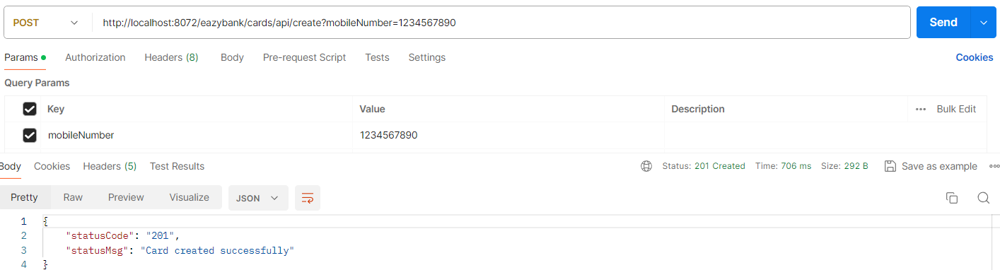 POST http://localhost:8072/eazybank/cards/api/create?mobileNumber=1234567890 Send
Params Authorization Headers (8) Body Pre-request Script Tests Settings Cookies
Query Params
Key Value Description Bulk Edit
mobileNumber 1234567890
Body Cookies Headers (5) Test Results Status: 201 Created Time: 706 ms Size: 292 B Save as example
Pretty Raw Preview Visualize JSON
1 {
2 "statusCode": "201",
3 "statusMsg": "Card created successfully"
4 }